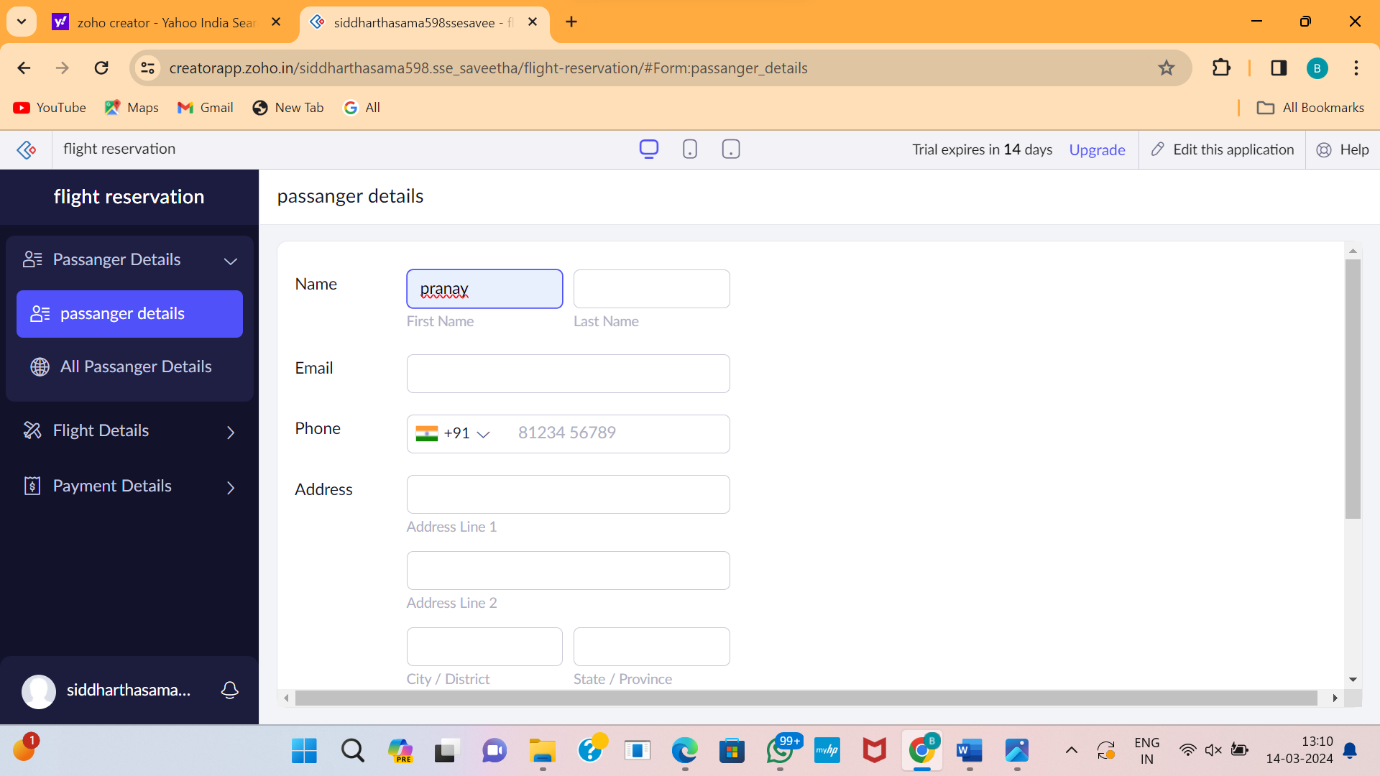 zoho creator - Yahoo India Sear
siddharthasama598ssesavee - fl
creatorapp.zoho.in/siddharthasama598.sse_saveetha/flight-reservation/#Form:passanger_details
B
YouTube
Maps
Gmail
New Tab
All
All Bookmarks
flight reservation
Trial expires in 14 days
Upgrade
Edit this application
Help
flight reservation
passanger details
Passanger Details
passanger details
All Passanger Details
Flight Details
Payment Details
siddharthasama...
Name
pranay
First Name
Last Name
Email
Phone
+91
81234 56789
Address
Address Line 1
Address Line 2
City / District
State / Province
1
PRE
99+
myhp
B
W
ENG
IN
13:10
14-03-2024